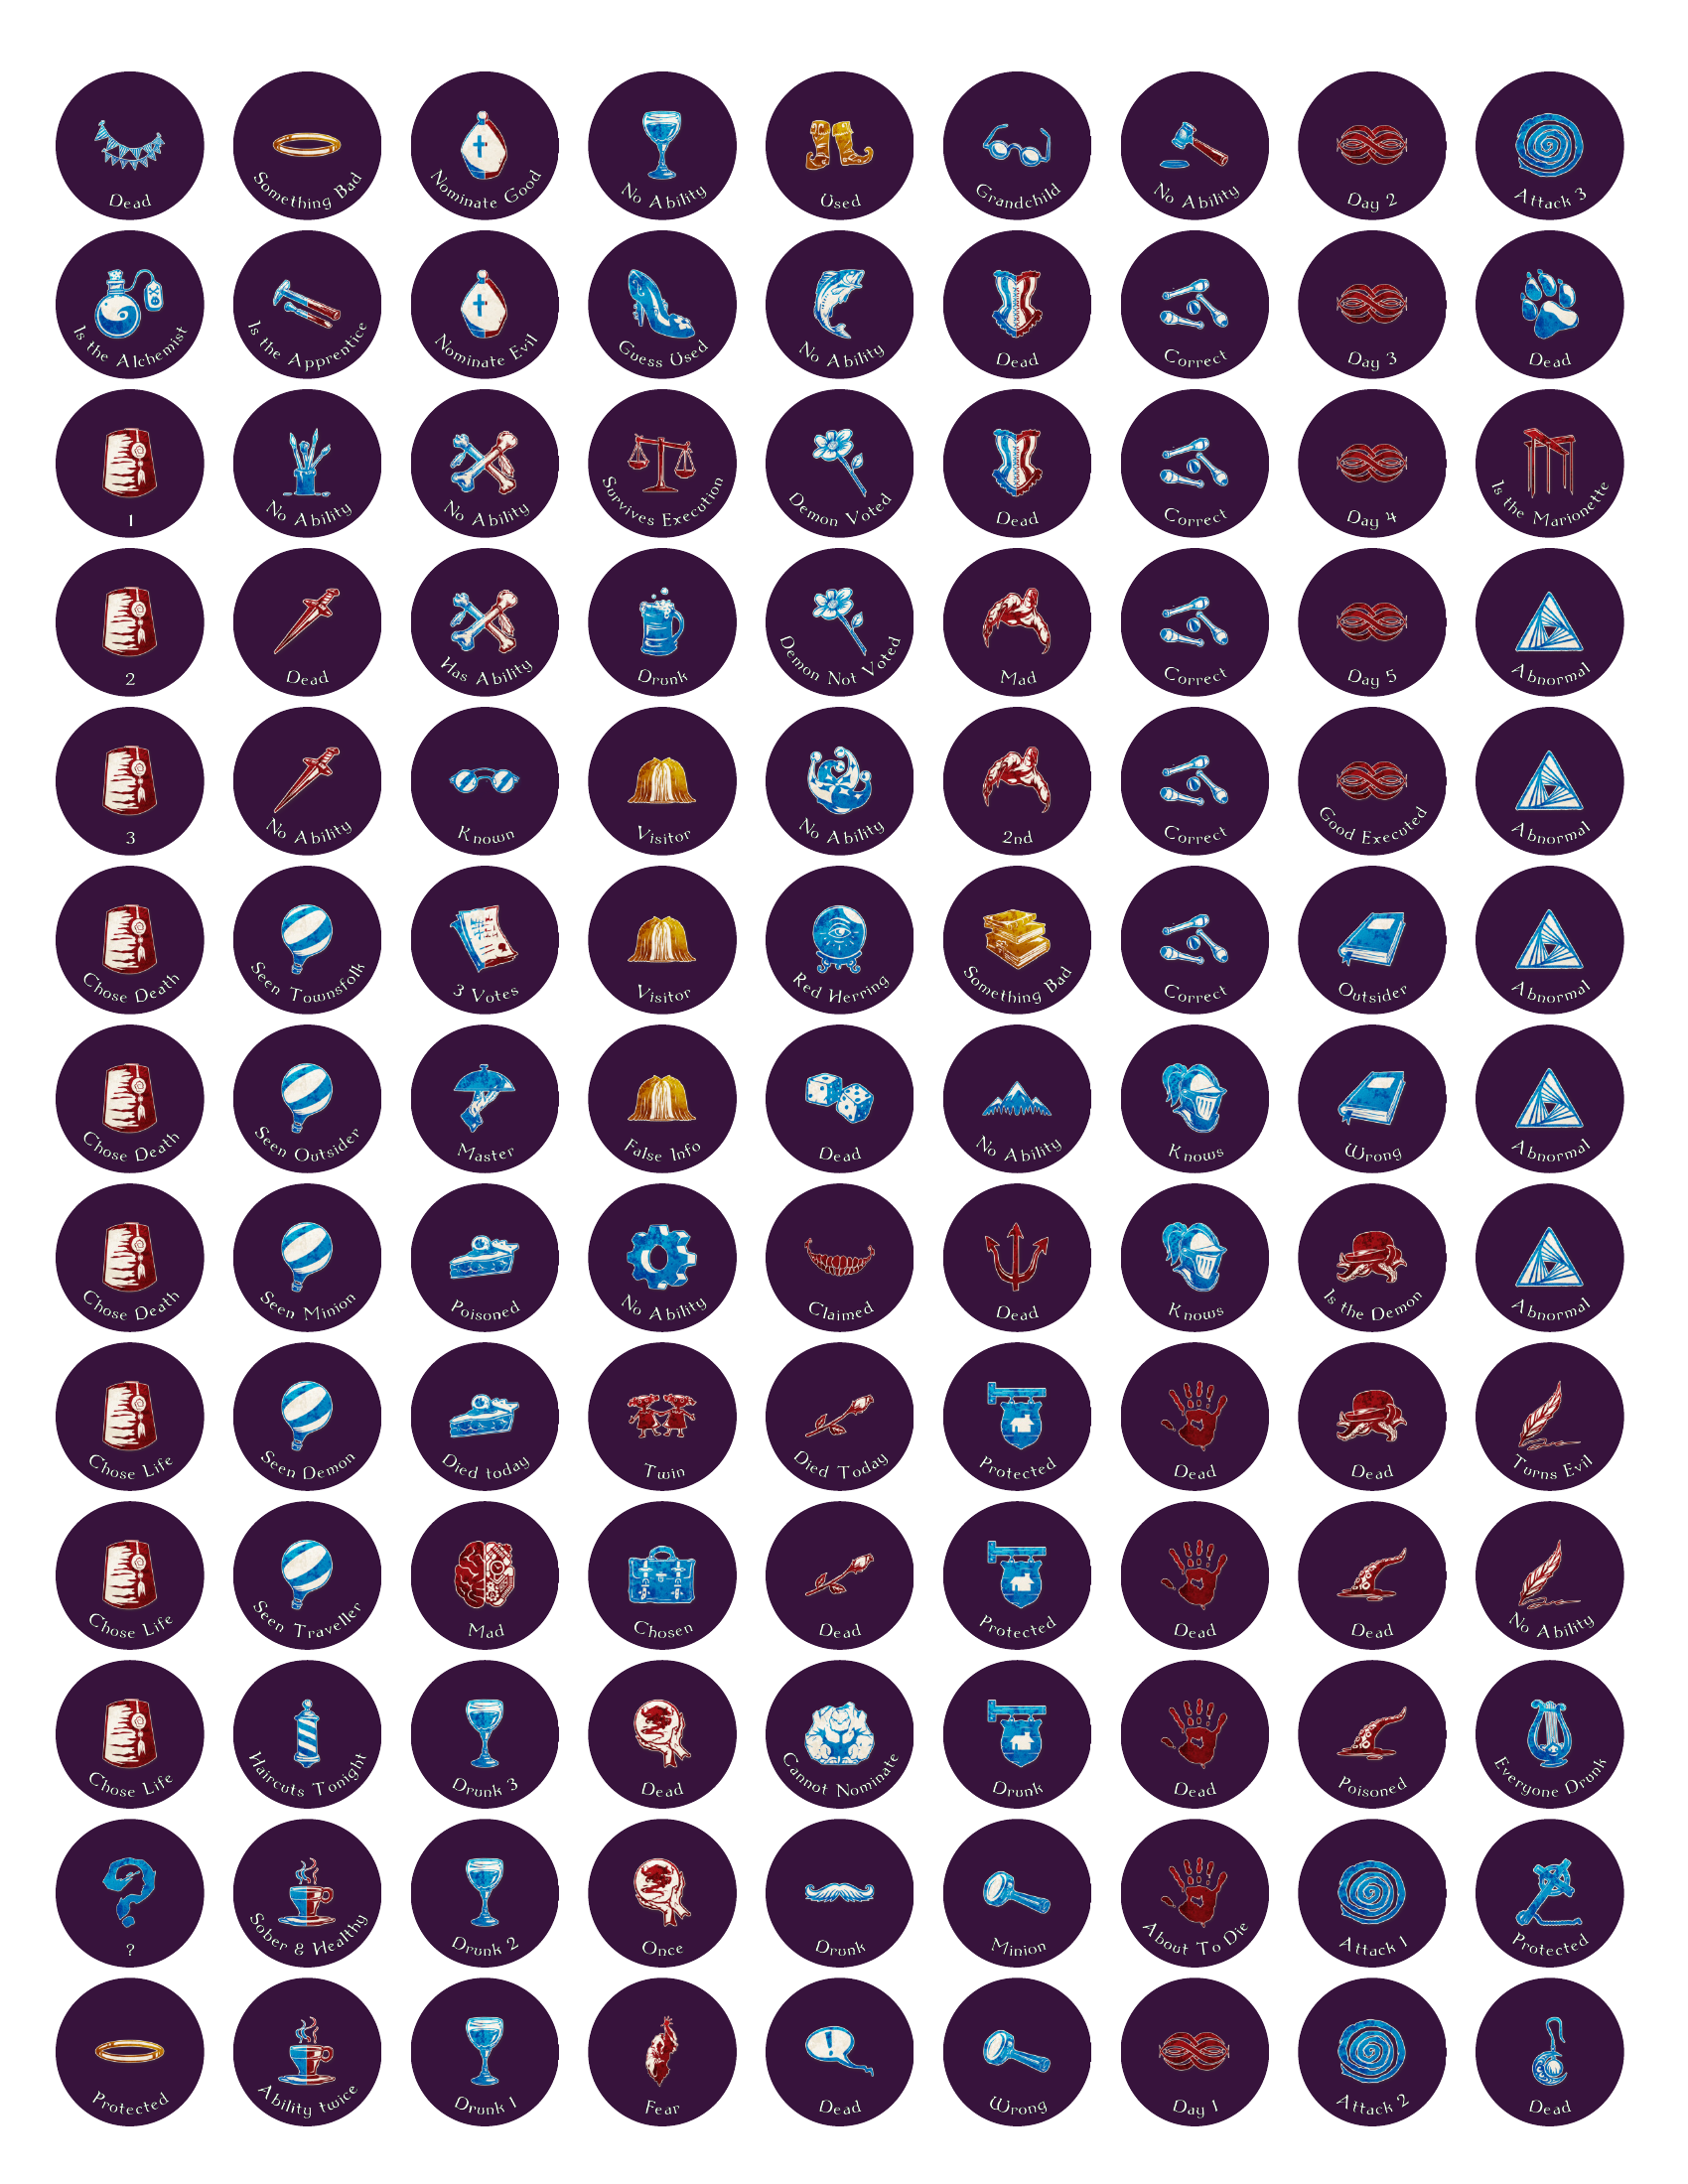 Dead
Something Bad
Nominate Good
No Ability
Used
Grandchild
No Ability
Day 2
Attack 3
Is the Alchemist
Is the Apprentice
Nominate Evil
Guess Used
No Ability
Dead
Correct
Day 3
Dead
1
No Ability
No Ability
Survives Execution
Demon Voted
Dead
Correct
Day 4
Is the Marionette
2
Dead
Has Ability
Drunk
Demon Not Voted
Mad
Correct
Day 5
Abnormal
3
No Ability
Known
Visitor
No Ability
2nd
Correct
Good Executed
Abnormal
Chose Death
Seen Townsfolk
3 Votes
Visitor
Red Herring
Something Bad
Correct
Outsider
Abnormal
Chose Death
Seen Outsider
Master
False Info
Dead
No Ability
Knows
Wrong
Abnormal
Chose Death
Seen Minion
Poisoned
No Ability
Claimed
Dead
Knows
Is the Demon
Abnormal
Chose Life
Seen Demon
Died today
Twin
Died Today
Protected
Dead
Dead
Turns Evil
Chose Life
Seen Traveller
Mad
Chosen
Dead
Protected
Dead
Dead
No Ability
Chose Life
Haircuts Tonight
Drunk 3
Dead
Cannot Nominate
Drunk
Dead
Poisoned
Everyone Drunk
?
Sober & Healthy
Drunk 2
Once
Drunk
Minion
About To Die
Attack 1
Protected
Protected
Ability twice
Drunk 1
Fear
Dead
Wrong
Day 1
Attack 2
Dead